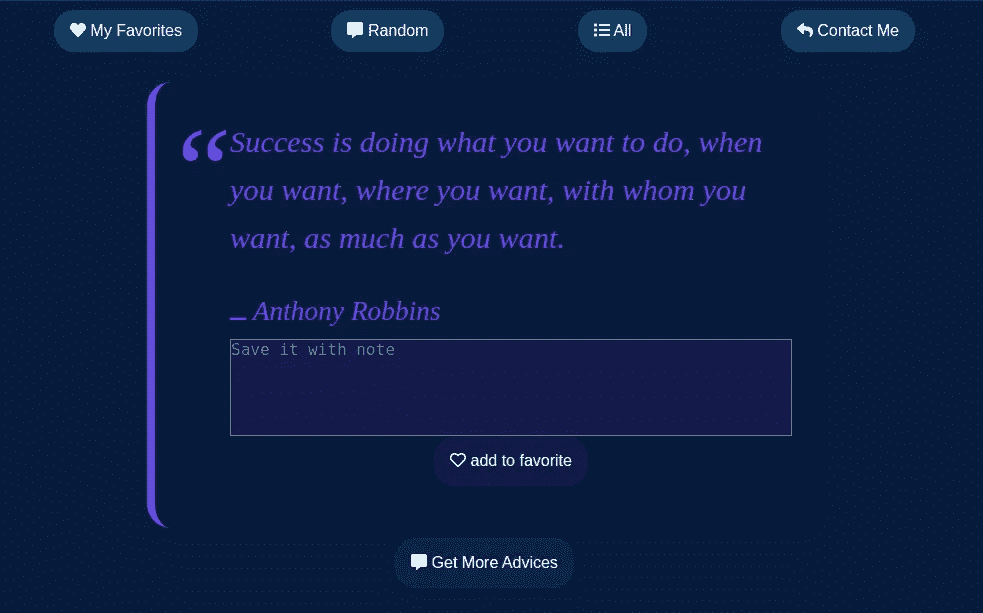 My Favorites
Random
All
Contact Me
“Success is doing what you want to do, when
you want, where you want, with whom you
want, as much as you want.
_ Anthony Robbins
Save it with note
add to favorite
Get More Advices